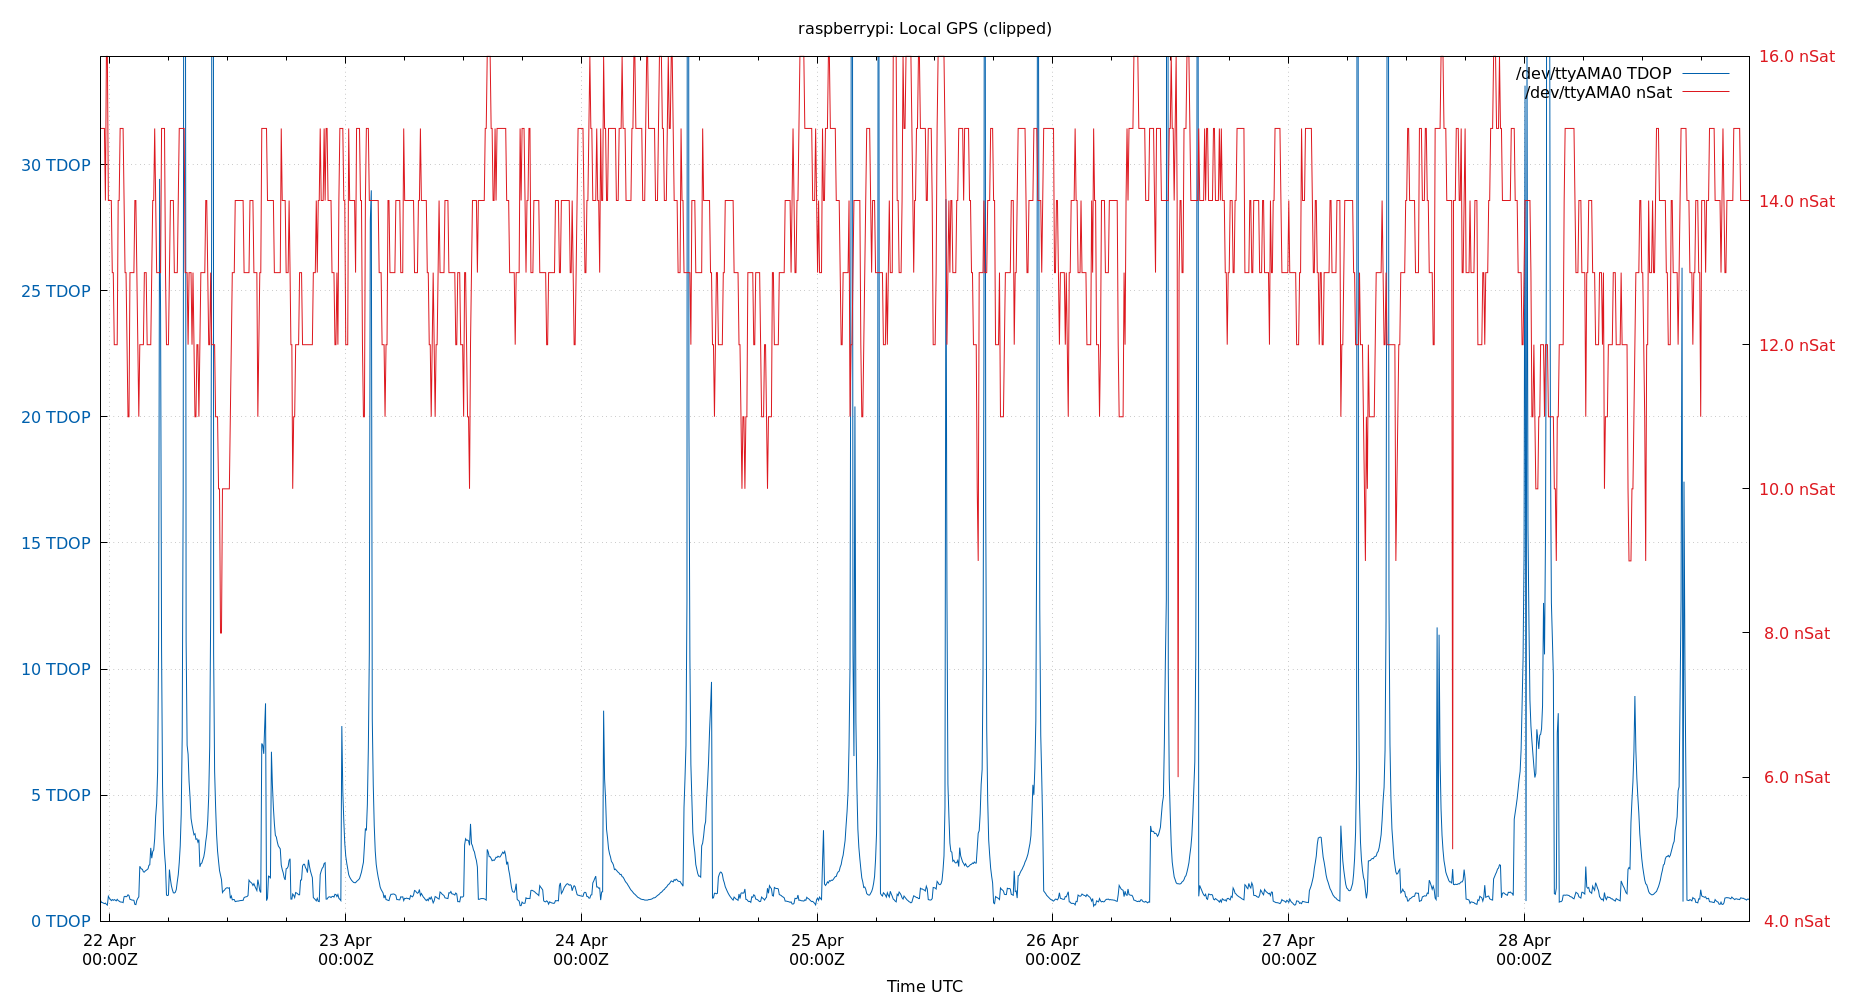 raspberrypi: Local GPS (clipped)
16.0 nSat
/dev/ttyAMA0 TDOP
/dev/ttyAMA0 nSat
30 TDOP
14.0 nSat
25 TDOP
12.0 nSat
20 TDOP
10.0 nSat
15 TDOP
8.0 nSat
10 TDOP
6.0 nSat
5 TDOP
0 TDOP
4.0 nSat
22 Apr 23 Apr 24 Apr 25 Apr 26 Apr 27 Apr 28 Apr
00:00Z 00:00Z 00:00Z 00:00Z 00:00Z 00:00Z 00:00Z
Time UTC